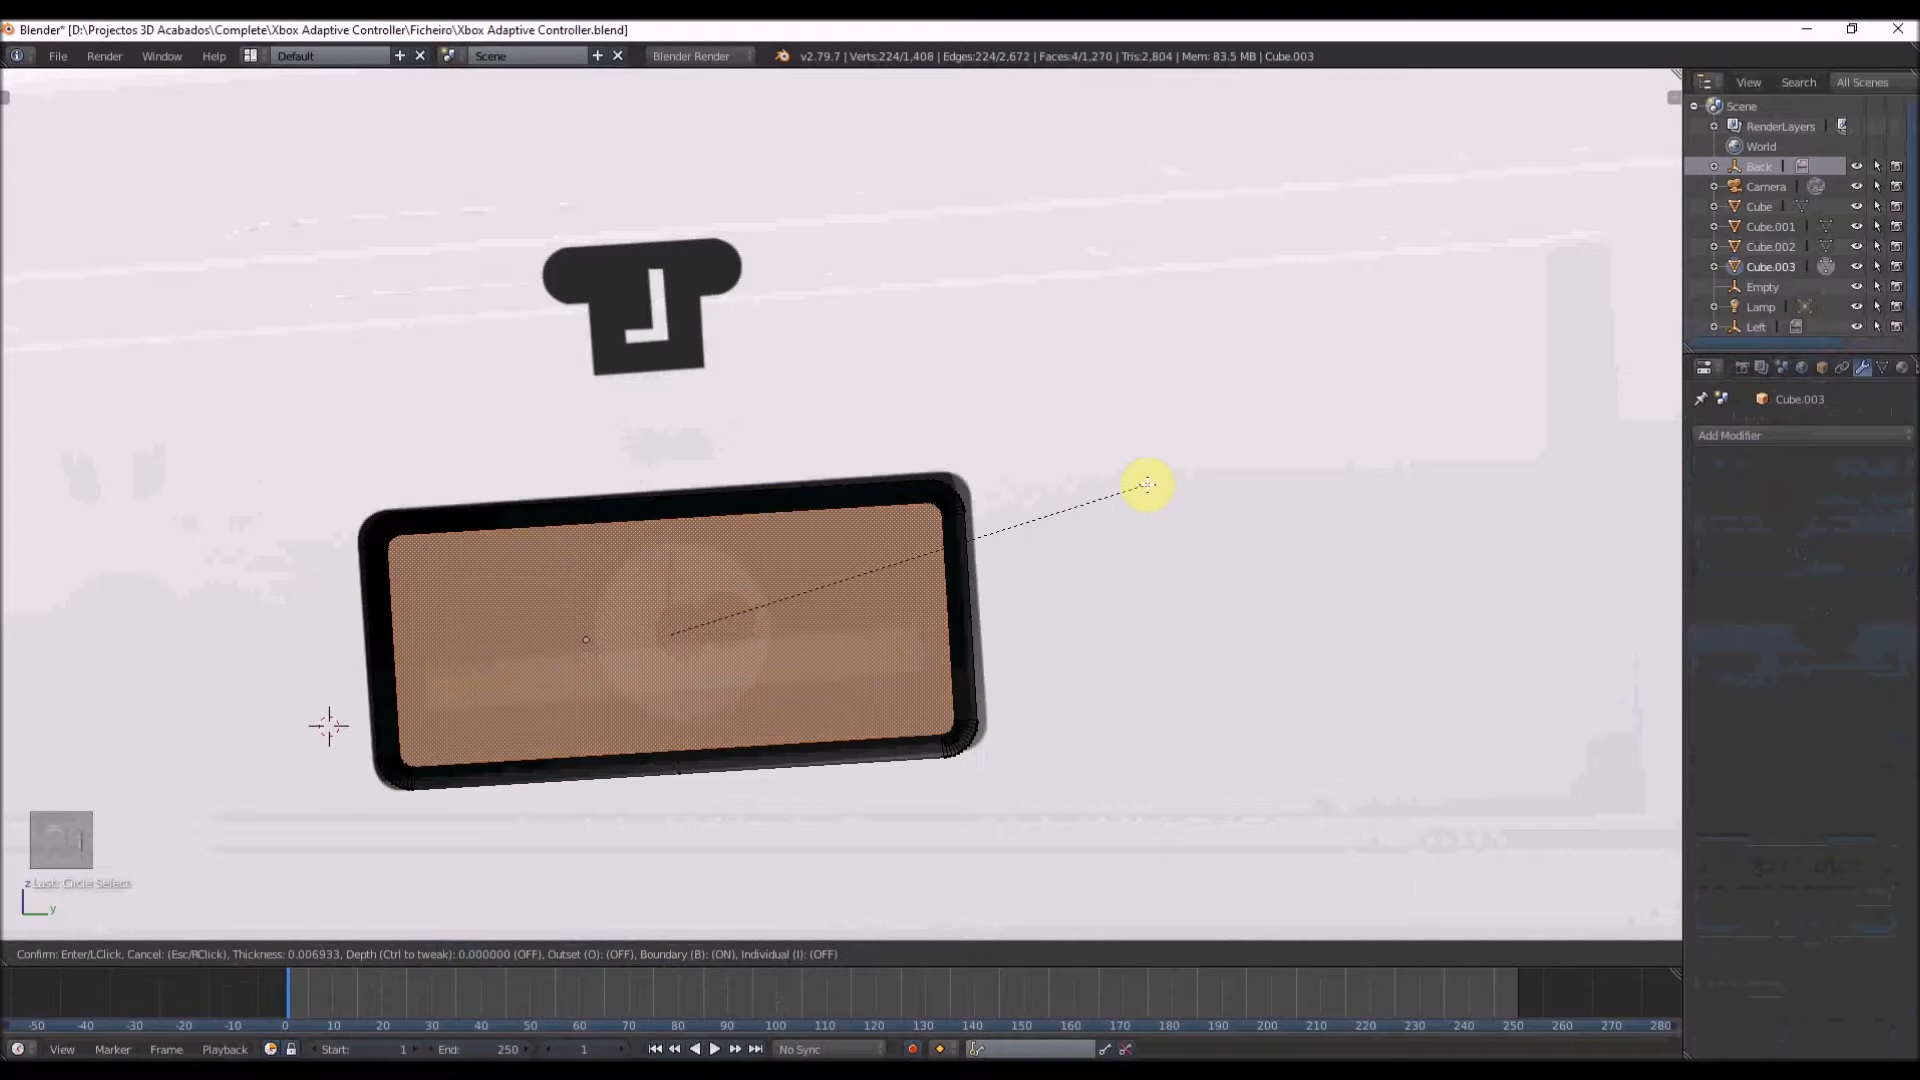 Blender* [D:\Projectos 3D Acabados\Complete\Xbox Adaptive Controller\Ficheiro\Xbox Adaptive Controller.blend]
File Render Window Help Default Scene Blender Render v2.79.7 | Verts:224/1,408 | Edges:224/2,672 | Faces:4/1,270 | Tris:2,804 | Mem: 83.5 MB | Cube.003
View Search All Scenes
Scene
RenderLayers
World
Back
Camera
Cube
Cube.001
Cube.002
Cube.003
Empty
Lamp
Left
Cube.003
Add Modifier
Last: Circle Select
z
y
Confirm: Enter/LClick, Cancel: (Esc/RClick), Thickness: 0.006933, Depth (Ctrl to tweak): 0.000000 (OFF), Outset (O): (OFF), Boundary (B): (ON), Individual (I): (OFF)
-50 -40 -30 -20 -10 0 10 20 30 40 50 60 70 80 90 100 110 120 130 140 150 160 170 180 190 200 210 220 230 240 250 260 270 280
View Marker Frame Playback Start: 1 End: 250 1 No Sync